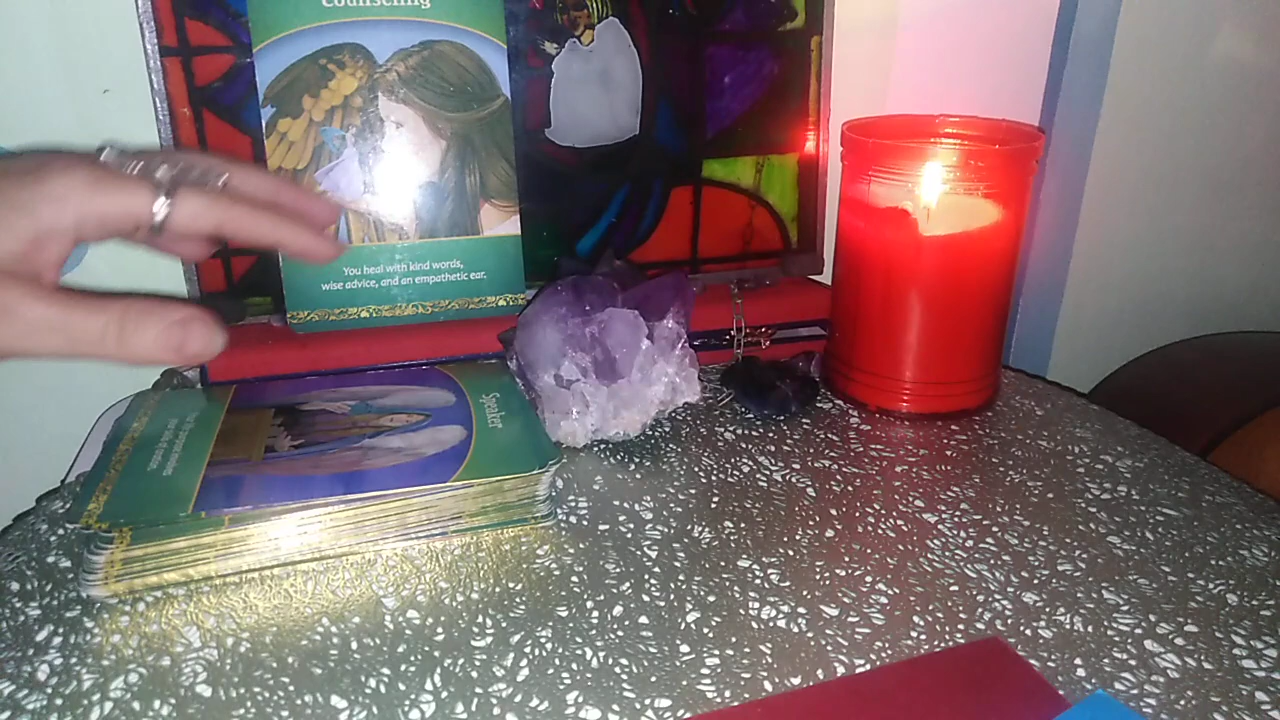 Counseling
You heal with kind words,
wise advice, and an empathetic ear.
Speaker